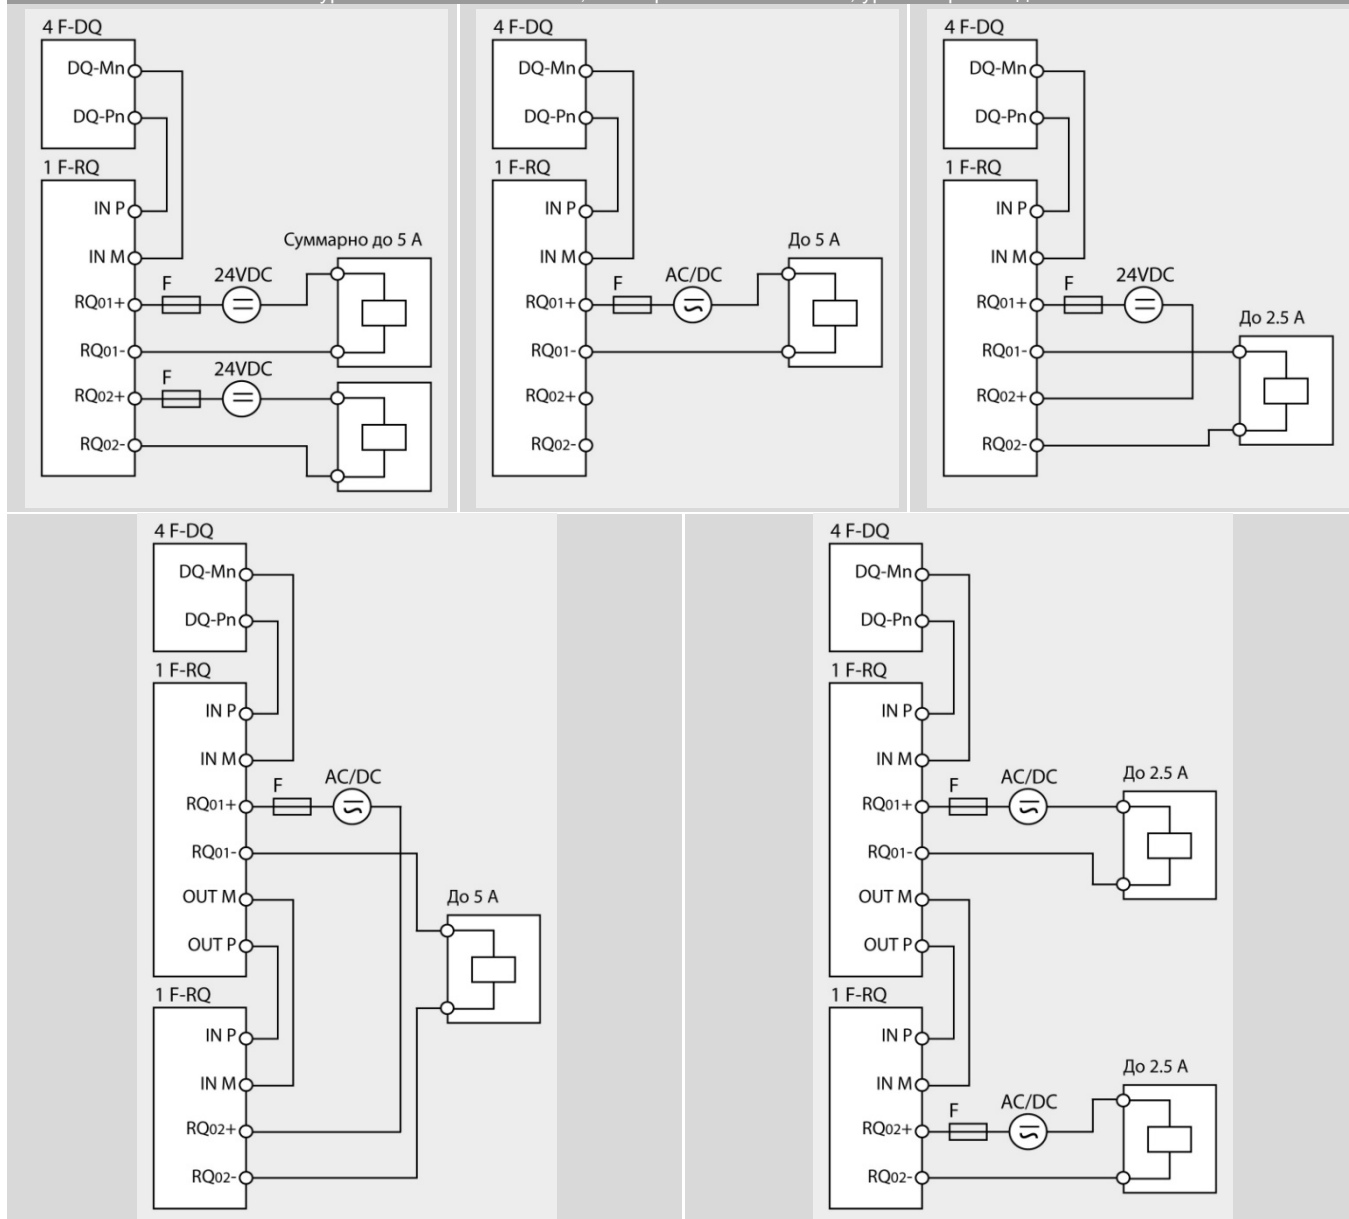 4 F-DQ
DQ-Mn
DQ-Pn
1 F-RQ
IN P
IN M
Суммарно до 5 А
F
24VDC
RQ01+
RQ01-
F
24VDC
RQ02+
RQ02-
4 F-DQ
DQ-Mn
DQ-Pn
1 F-RQ
IN P
IN M
До 5 А
F
AC/DC
RQ01+
RQ01-
RQ02+
RQ02-
4 F-DQ
DQ-Mn
DQ-Pn
1 F-RQ
IN P
IN M
F
24VDC
RQ01+
До 2.5 А
RQ01-
RQ02+
RQ02-
4 F-DQ
DQ-Mn
DQ-Pn
1 F-RQ
IN P
IN M
F
AC/DC
RQ01+
RQ01-
OUT M
До 5 А
OUT P
1 F-RQ
IN P
IN M
RQ02+
RQ02-
4 F-DQ
DQ-Mn
DQ-Pn
1 F-RQ
IN P
IN M
F
AC/DC
До 2.5 А
RQ01+
RQ01-
OUT M
OUT P
1 F-RQ
IN P
IN M
До 2.5 А
F
AC/DC
RQ02+
RQ02-